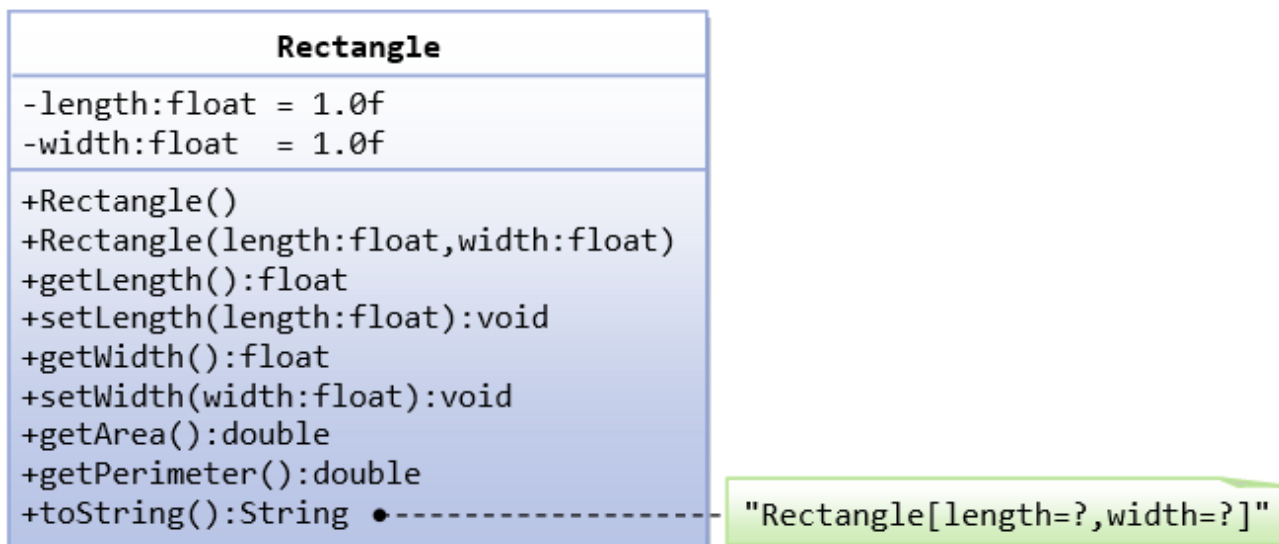 Rectangle
-length:float = 1.0f
-width:float  = 1.0f
+Rectangle()
+Rectangle(length:float,width:float)
+getLength():float
+setLength(length:float):void
+getWidth():float
+setWidth(width:float):void
+getArea():double
+getPerimeter():double
+toString():String
"Rectangle[length=?,width=?]"